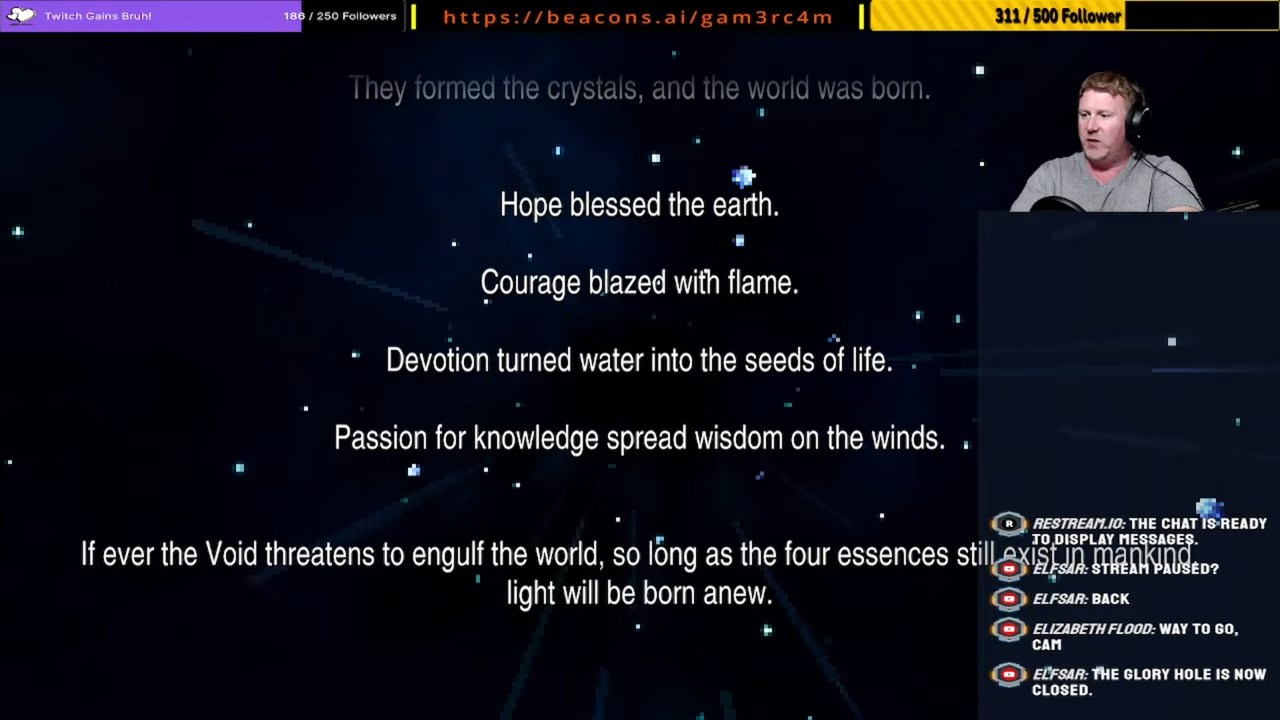 Twitch Gains Bruh!
186 / 250 Followers
https://beacons.ai/gam3rc4m
311 / 500 Follower
They formed the crystals, and the world was born.
Hope blessed the earth.
Courage blazed with flame.
Devotion turned water into the seeds of life.
Passion for knowledge spread wisdom on the winds.
If ever the Void threatens to engulf the world, so long as the four essences still exist in mankind,
light will be born anew.
R
RESTREAM.IO: THE CHAT IS READY
TO DISPLAY MESSAGES.
ELFSAR: STREAM PAUSED?
ELFSAR: BACK
ELIZABETH FLOOD: WAY TO GO,
CAM
ELFSAR: THE GLORY HOLE IS NOW
CLOSED.